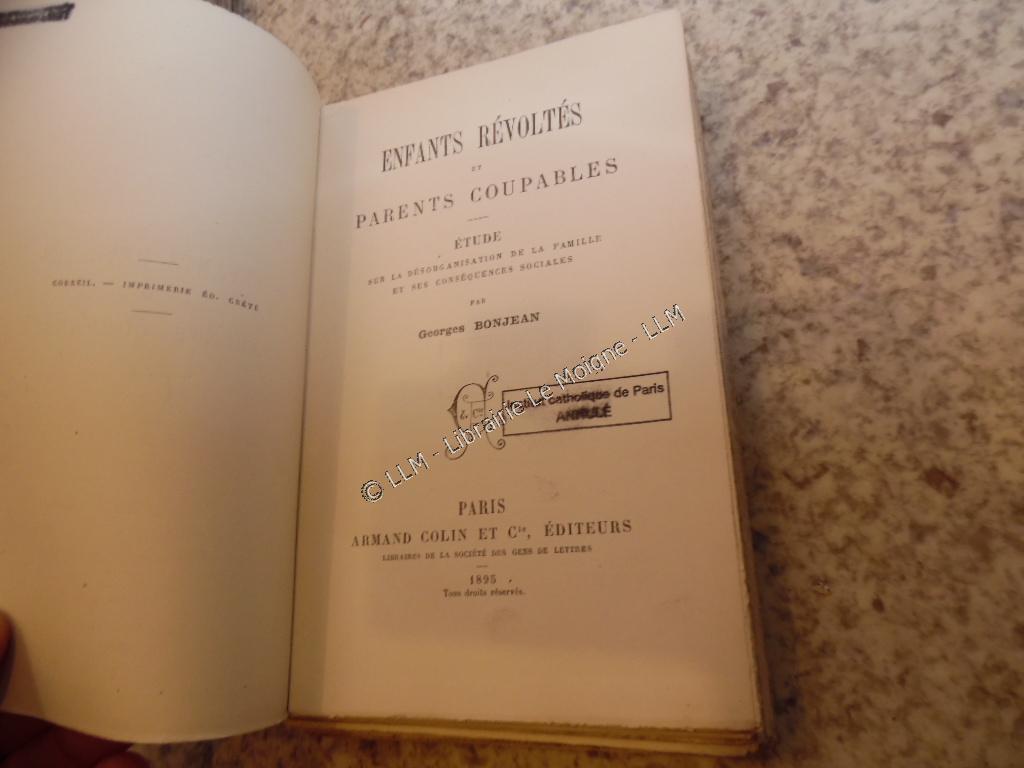 CORBEIL. — IMPRIMERIE ÉD. CRÉTÉ
ENFANTS RÉVOLTÉS
ET
PARENTS COUPABLES
ÉTUDE
SUR LA DÉSORGANISATION DE LA FAMILLE
ET SES CONSÉQUENCES SOCIALES
PAR
Georges BONJEAN
& Cie
Institut catholique de Paris
ANNULÉ
© LLM - Librairie Le Moigne - LLM
PARIS
ARMAND COLIN ET Cie, ÉDITEURS
LIBRAIRES DE LA SOCIÉTÉ DES GENS DE LETTRES
1895
Tous droits réservés.